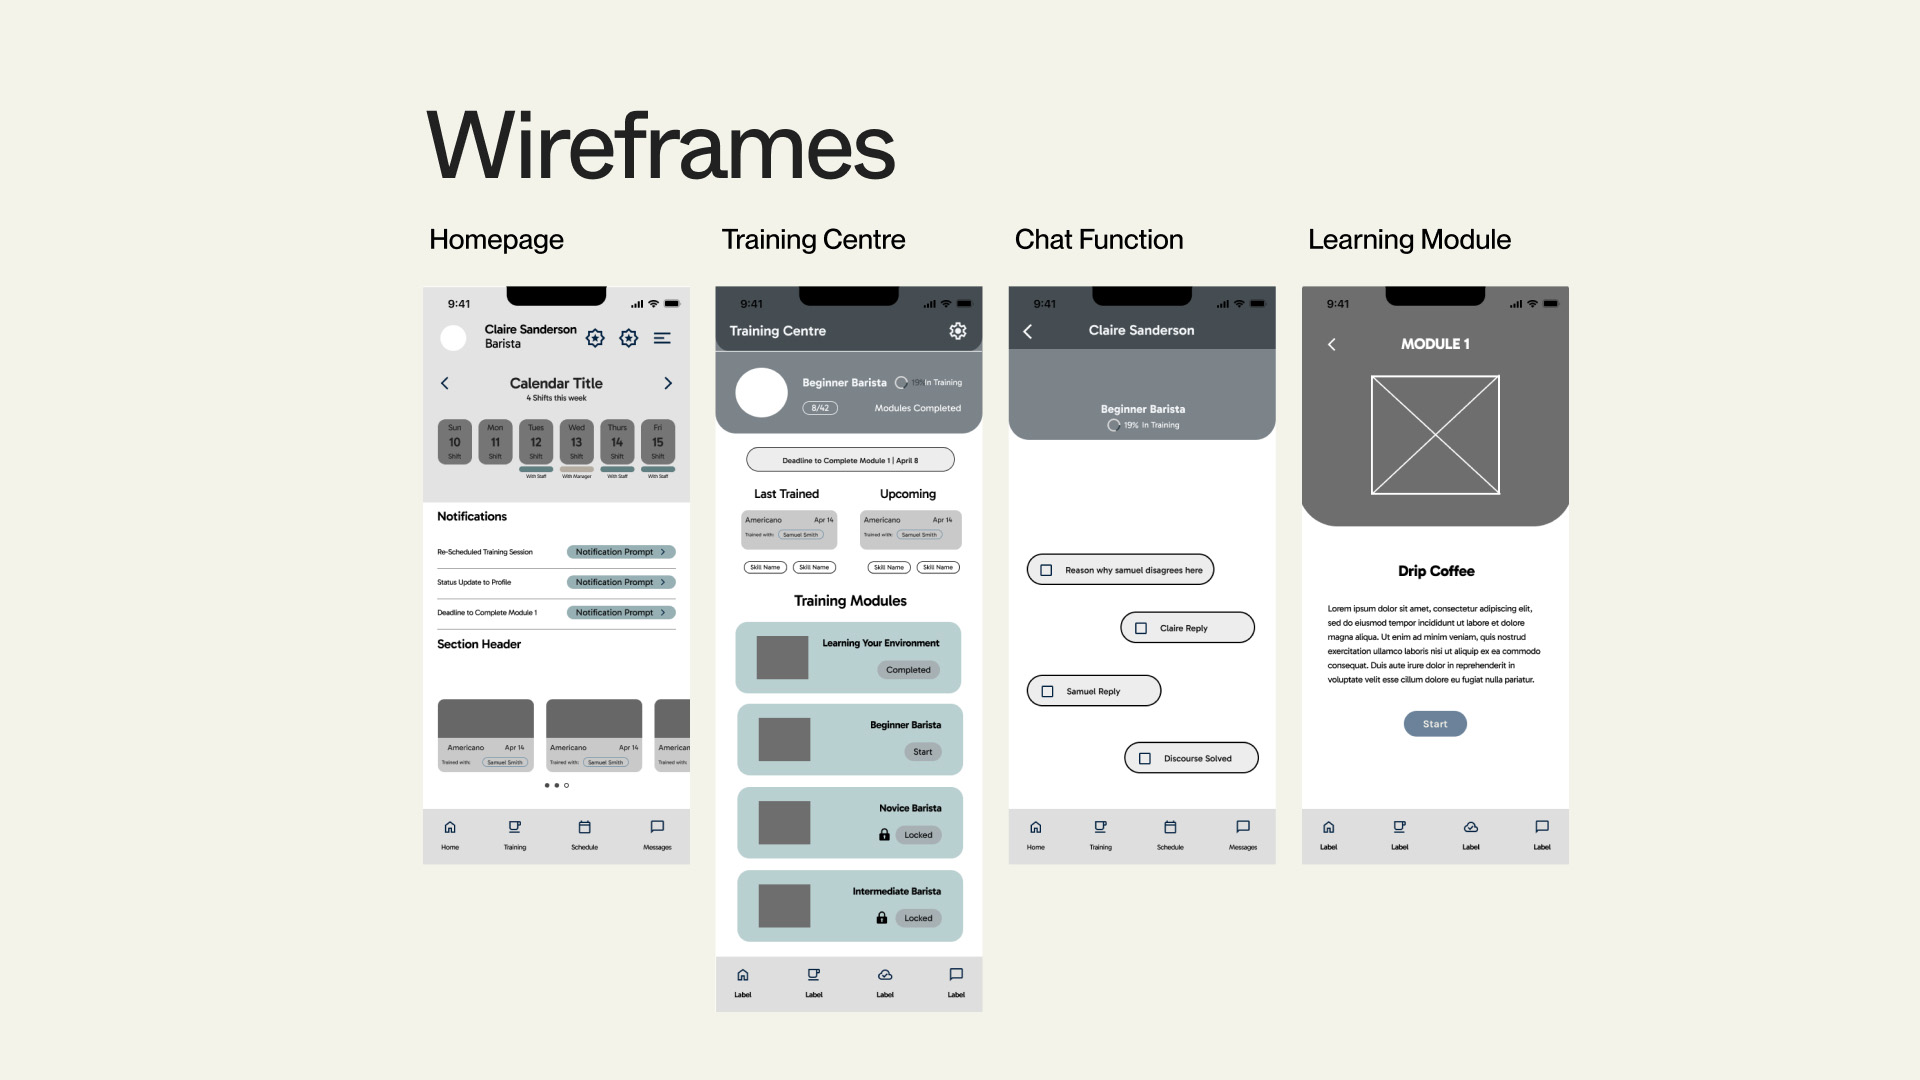 Wireframes
Homepage
9:41
Claire Sanderson
Barista
Calendar Title
4 Shifts this week
Sun Mon Tues Wed Thurs Fri
10 11 12 13 14 15
Shift Shift Shift Shift Shift Shift
With Staff With Manager With Staff With Staff
Notifications
Re-Scheduled Training Session Notification Prompt
Status Update to Profile Notification Prompt
Deadline to Complete Module 1 Notification Prompt
Section Header
Americano Apr 14 Americano Apr 14 American
Trained with: Samuel Smith Trained with: Samuel Smith Trained with:
Home Training Schedule Messages
Training Centre
9:41
Training Centre
Beginner Barista 19% In Training
8/42 Modules Completed
Deadline to Complete Module 1 | April 8
Last Trained Upcoming
Americano Apr 14 Americano Apr 14
Trained with: Samuel Smith Trained with: Samuel Smith
Skill Name Skill Name Skill Name Skill Name
Training Modules
Learning Your Environment
Completed
Beginner Barista
Start
Novice Barista
Locked
Intermediate Barista
Locked
Label Label Label Label
Chat Function
9:41
Claire Sanderson
Beginner Barista
19% In Training
Reason why samuel disagrees here
Claire Reply
Samuel Reply
Discourse Solved
Home Training Schedule Messages
Learning Module
9:41
MODULE 1
Drip Coffee
Lorem ipsum dolor sit amet, consectetur adipiscing elit,
sed do eiusmod tempor incididunt ut labore et dolore
magna aliqua. Ut enim ad minim veniam, quis nostrud
exercitation ullamco laboris nisi ut aliquip ex ea commodo
consequat. Duis aute irure dolor in reprehenderit in
voluptate velit esse cillum dolore eu fugiat nulla pariatur.
Start
Label Label Label Label